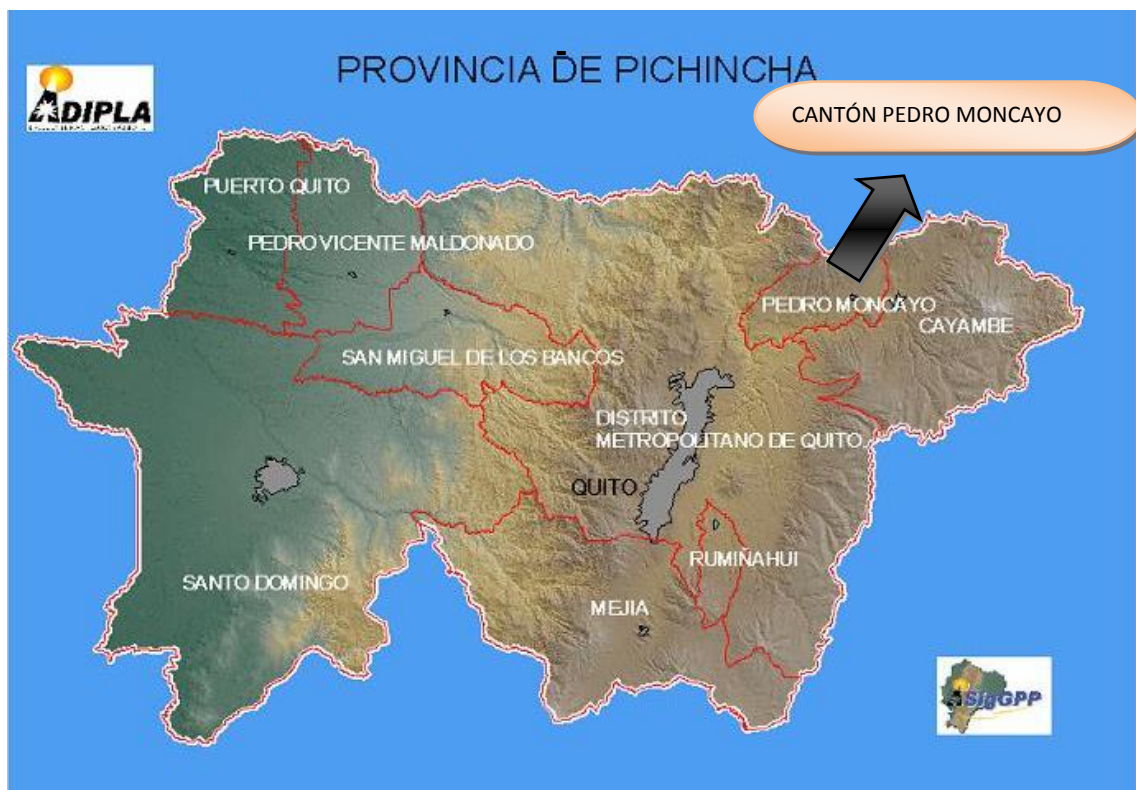 PROVINCIA DE PICHINCHA
ADIPLA
CANTÓN PEDRO MONCAYO
PUERTO QUITO
PEDRO VICENTE MALDONADO
PEDRO MONCAYO
CAYAMBE
SAN MIGUEL DE LOS BANCOS
DISTRITO
METROPOLITANO DE QUITO
QUITO
RUMIÑAHUI
SANTO DOMINGO
MEJIA
SigGPP